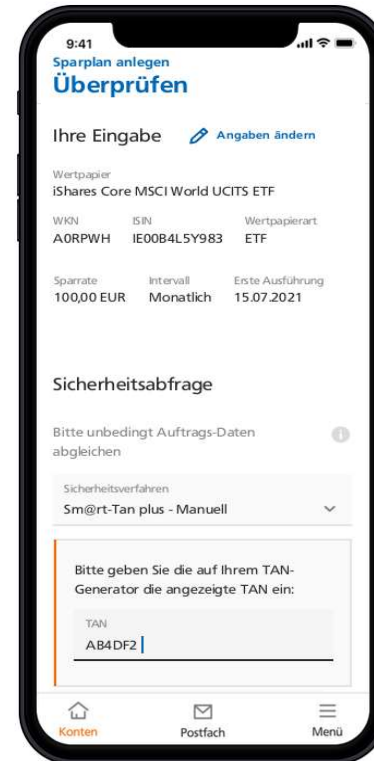 9:41
Sparplan anlegen
Überprüfen
Ihre Eingabe Angaben ändern
Wertpapier
iShares Core MSCI World UCITS ETF
WKN ISIN Wertpapierart
A0RPWH IE00B4L5Y983 ETF
Sparrate Intervall Erste Ausführung
100,00 EUR Monatlich 15.07.2021
Sicherheitsabfrage
Bitte unbedingt Auftrags-Daten
abgleichen
Sicherheitsverfahren
Sm@rt-Tan plus - Manuell
Bitte geben Sie die auf Ihrem TAN-
Generator die angezeigte TAN ein:
TAN
AB4DF2
Konten Postfach Menü